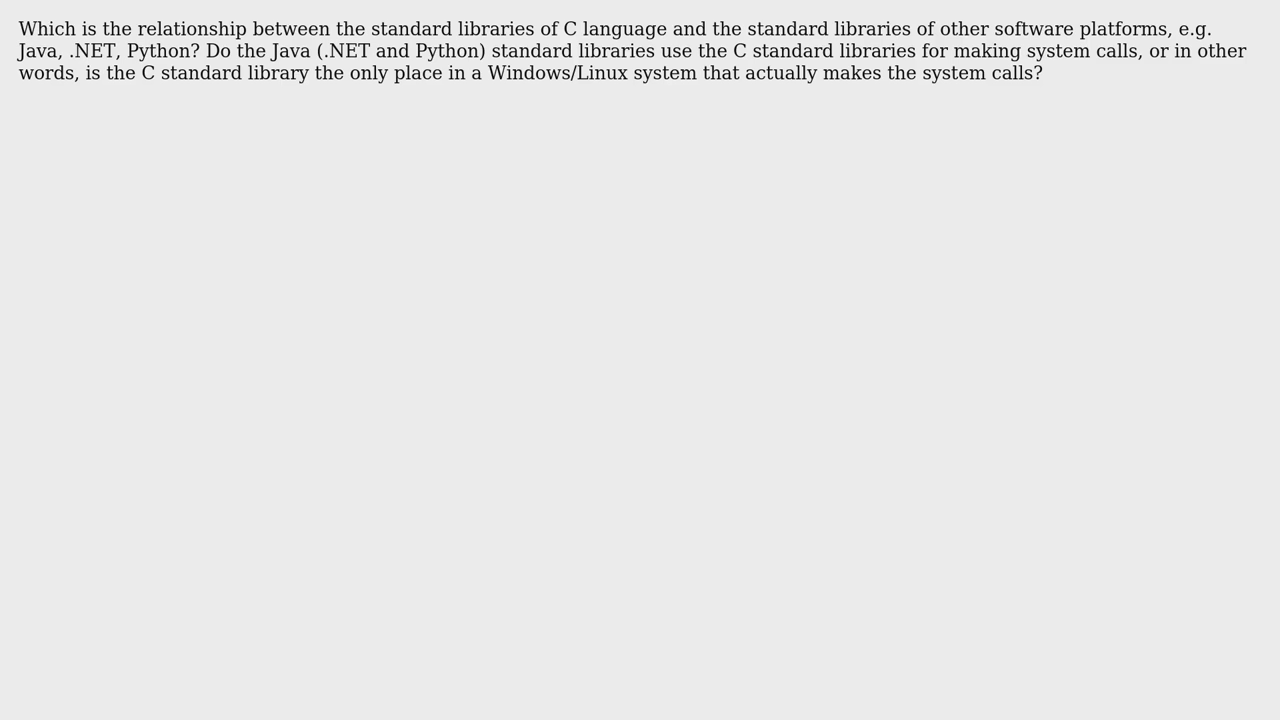 Which is the relationship between the standard libraries of C language and the standard libraries of other software platforms, e.g.
Java, .NET, Python? Do the Java (.NET and Python) standard libraries use the C standard libraries for making system calls, or in other
words, is the C standard library the only place in a Windows/Linux system that actually makes the system calls?